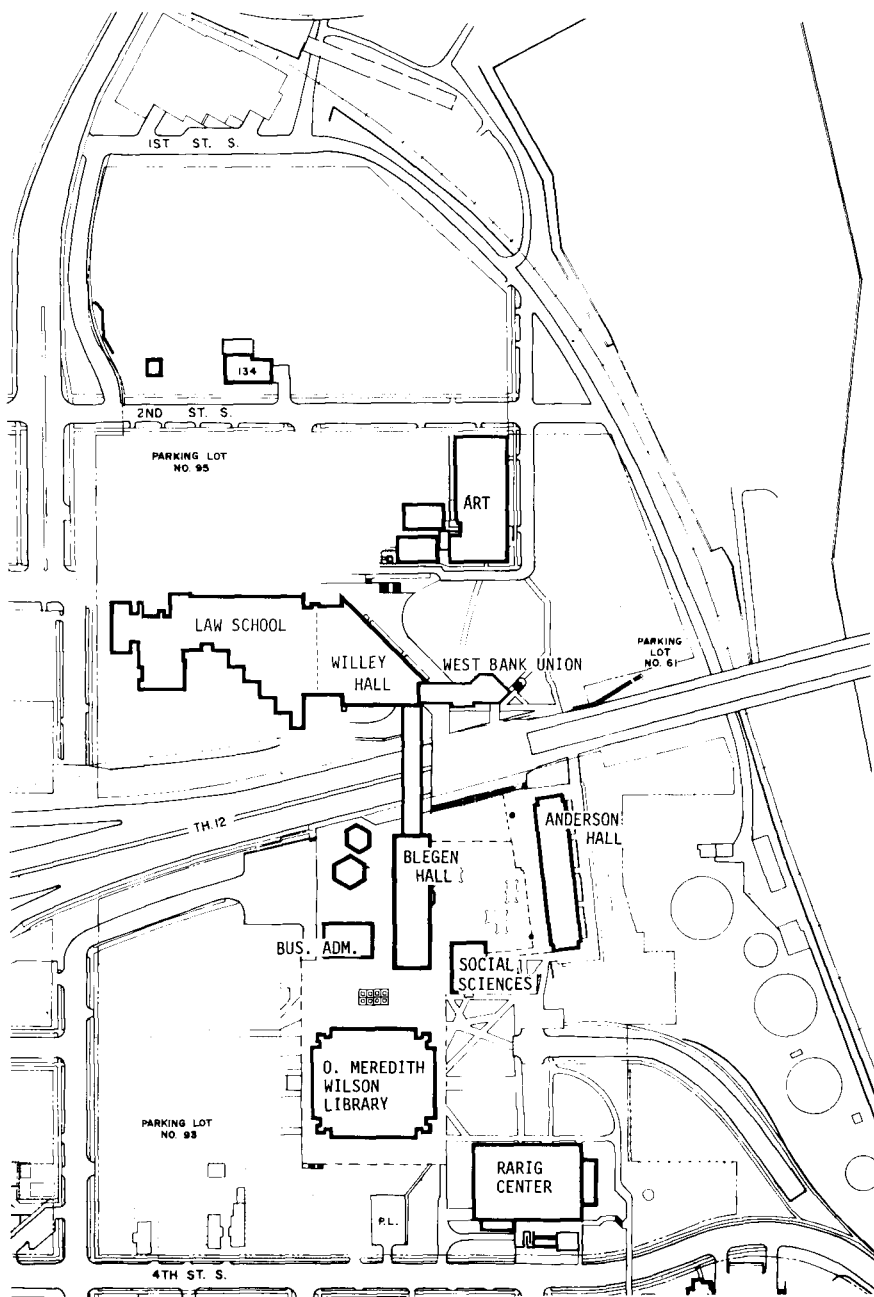 1ST ST. S.
134
2ND ST. S.
PARKING LOT
NO. 95
ART
LAW SCHOOL
WILLEY
HALL
WEST BANK UNION
PARKING
LOT
NO. 61
TH. 12
ANDERSON
HALL
BLEGEN
HALL
BUS. ADM.
SOCIAL
SCIENCES
O. MEREDITH
WILSON
LIBRARY
PARKING LOT
NO. 93
RARIG
CENTER
P.L.
4TH ST. S.